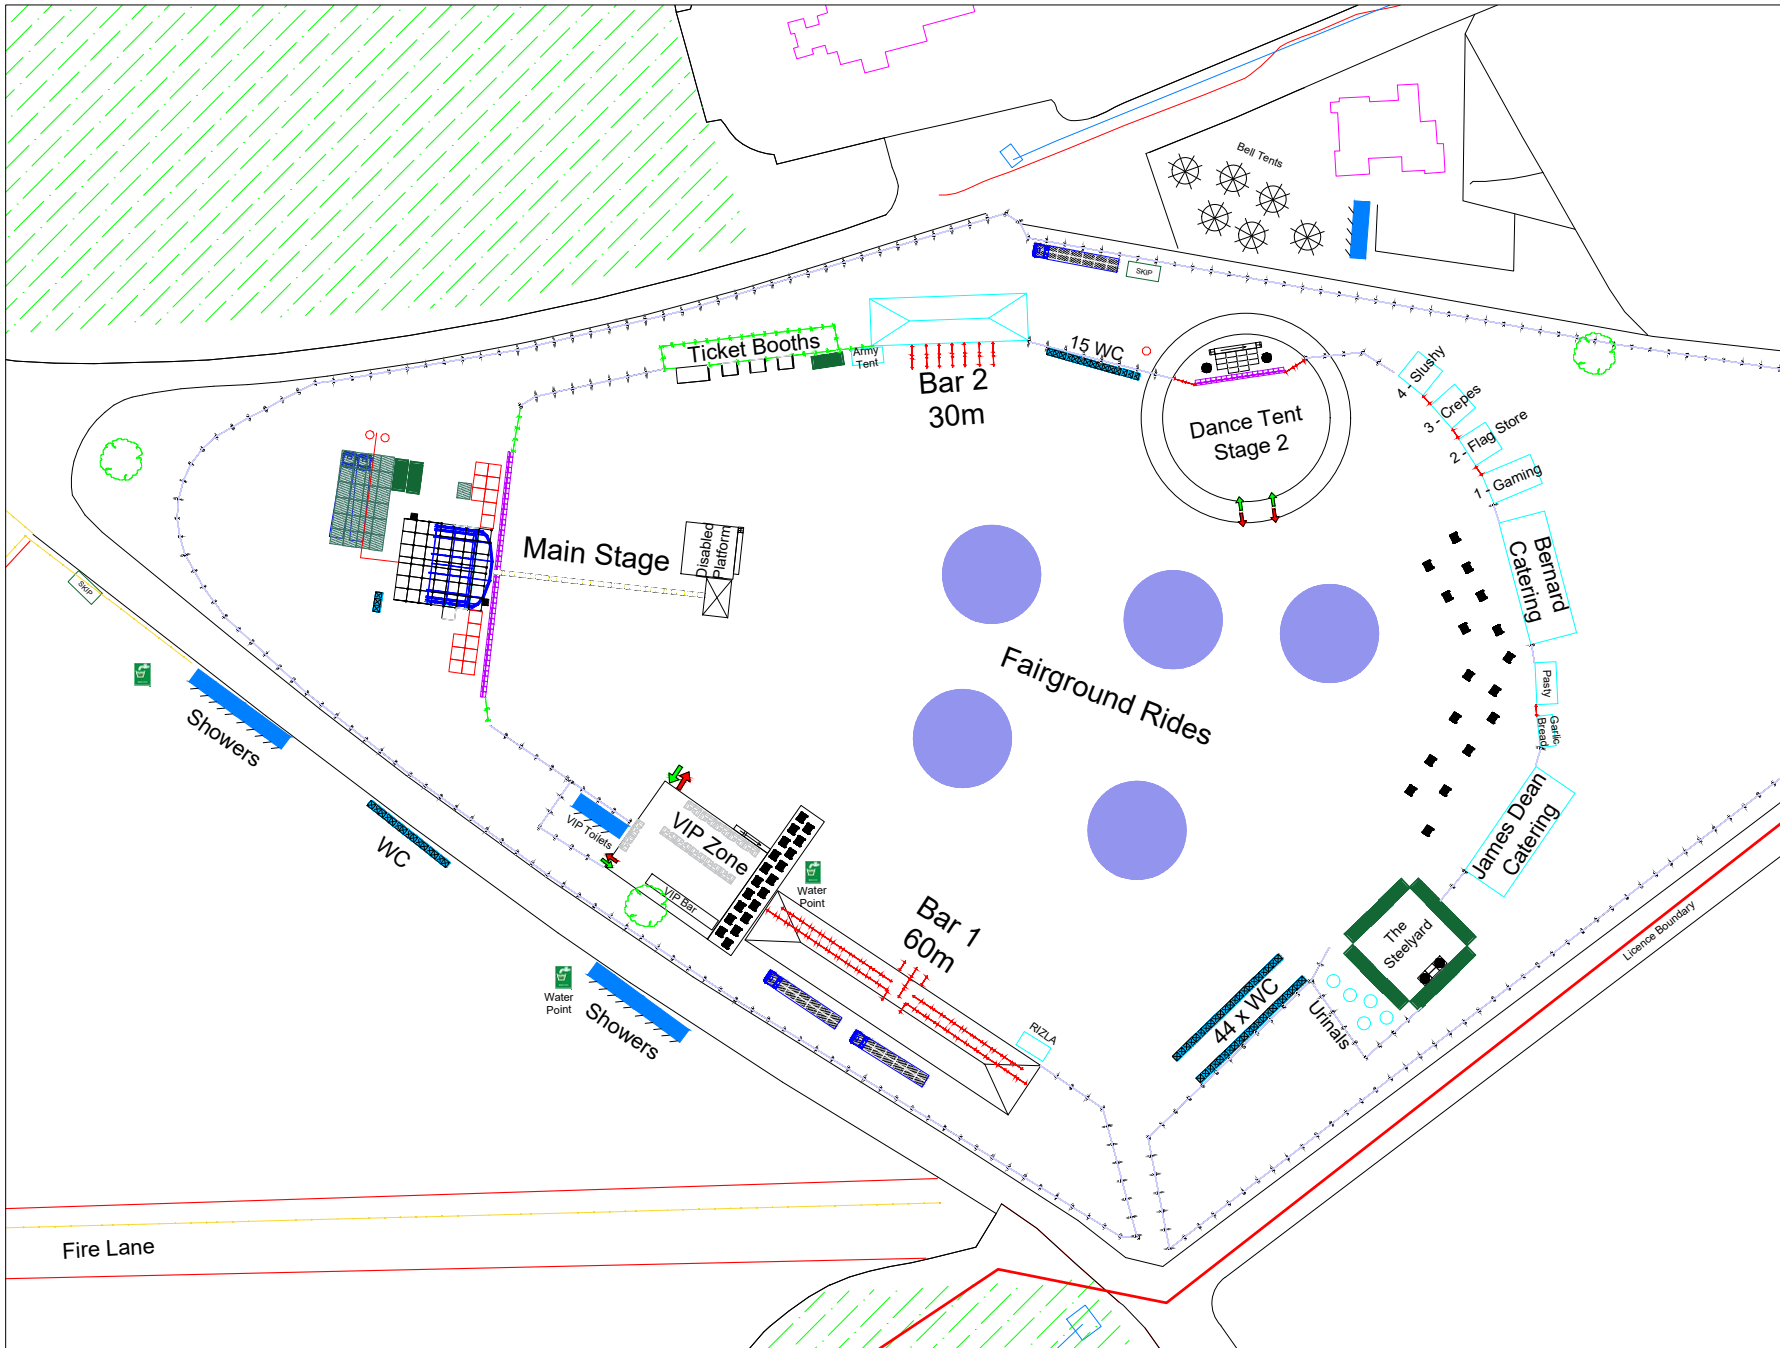 Bell Tents
SKIP
Ticket Booths
Army
Tent
Bar 2
30m
15 WC
Dance Tent
Stage 2
4 - Slushy
3 - Crepes
2 - Flag Store
1 - Gaming
Bernard
Catering
Main Stage
Disabled
Platform
SKIP
Fairground Rides
Pasty
Garlic
Bread
Showers
VIP Toilets
VIP Zone
VIP Bar
WC
Water
Point
James Dean
Catering
Bar 1
60m
The
Steelyard
Licence Boundary
Water
Point
Showers
RIZLA
44 x WC
Urinals
Fire Lane